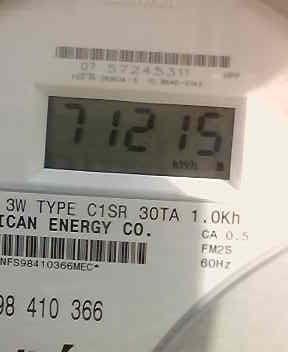 07 57245311 UPP
71215
kWh
3W TYPE C1SR 30TA 1.0Kh
ICAN ENERGY CO. CA 0.5
FM2S
NFS98410366MEC* 60Hz
98 410 366